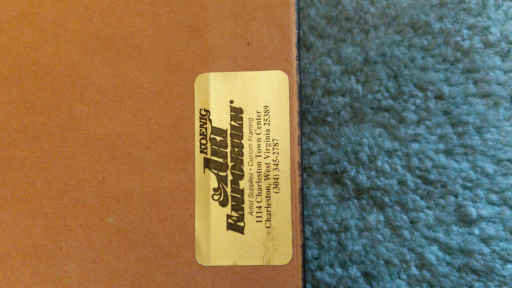 KOENIG
ART
EMPORIUM
Artist Supplies • Custom Framing
1114 Charleston Town Center
Charleston, West Virginia 25389
(304) 345-2787